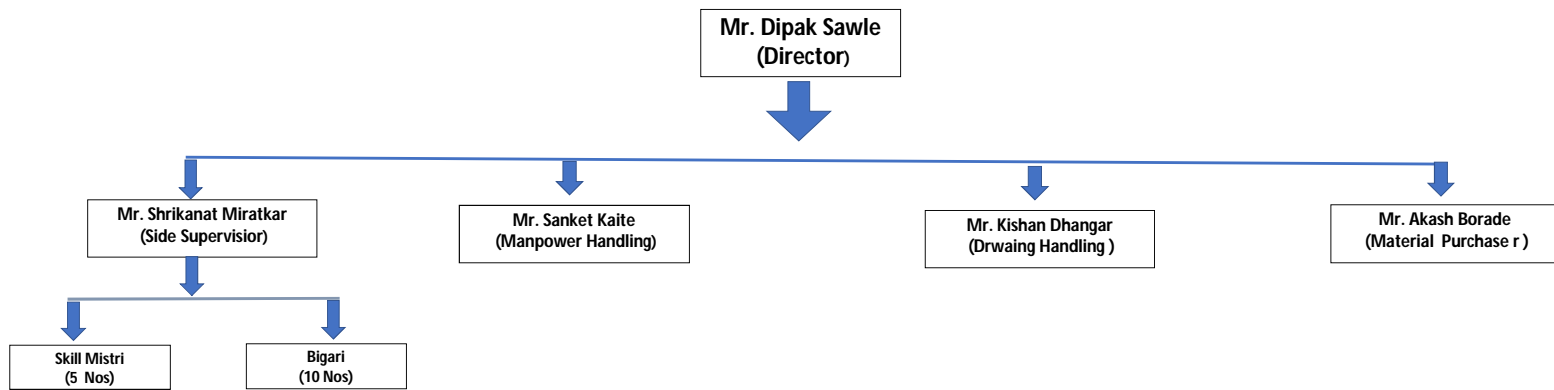 Mr. Dipak Sawle
(Director)
Mr. Shrikanat Miratkar
(Side Supervisior)
Mr. Sanket Kaite
(Manpower Handling)
Mr. Kishan Dhangar
(Drwaing Handling )
Mr. Akash Borade
(Material Purchase r )
Skill Mistri
(5 Nos)
Bigari
(10 Nos)